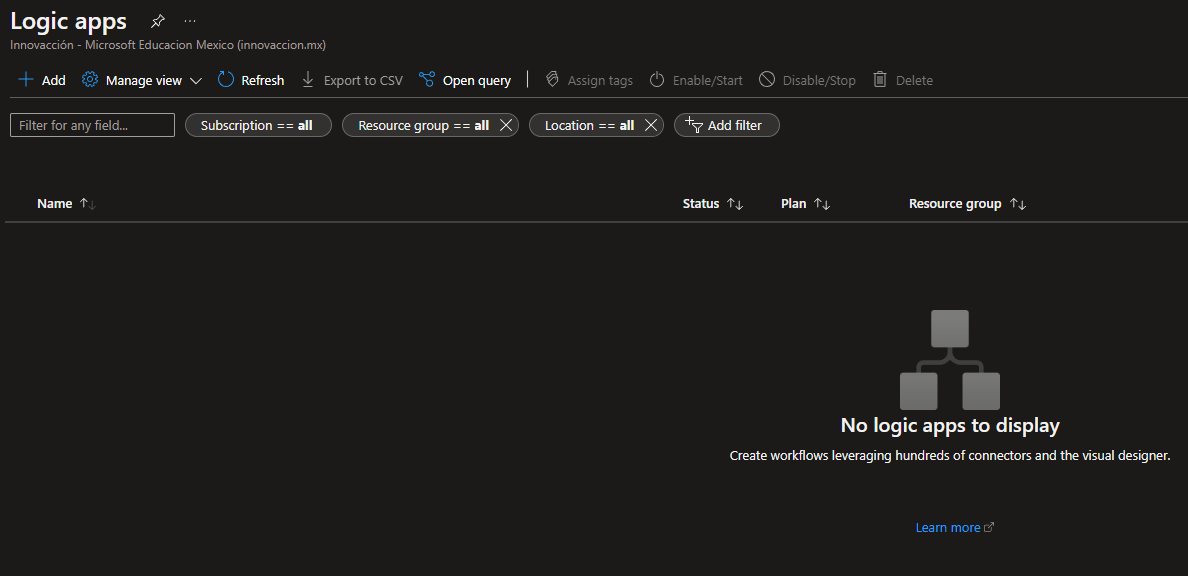 Logic apps ...
Innovacción - Microsoft Educacion Mexico (innovaccion.mx)
Add Manage view Refresh Export to CSV Open query Assign tags Enable/Start Disable/Stop Delete
Filter for any field... Subscription == all Resource group == all Location == all Add filter
Name Status Plan Resource group
No logic apps to display
Create workflows leveraging hundreds of connectors and the visual designer.
Learn more